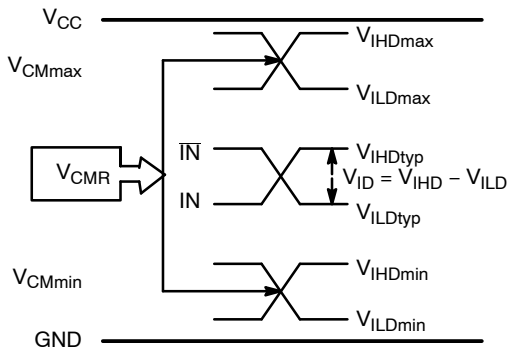 VCC
VIHDmax
VCMmax
VILDmax
IN̅
VIHDtyp
VCMR
VID = VIHD − VILD
IN
VILDtyp
VIHDmin
VCMmin
VILDmin
GND